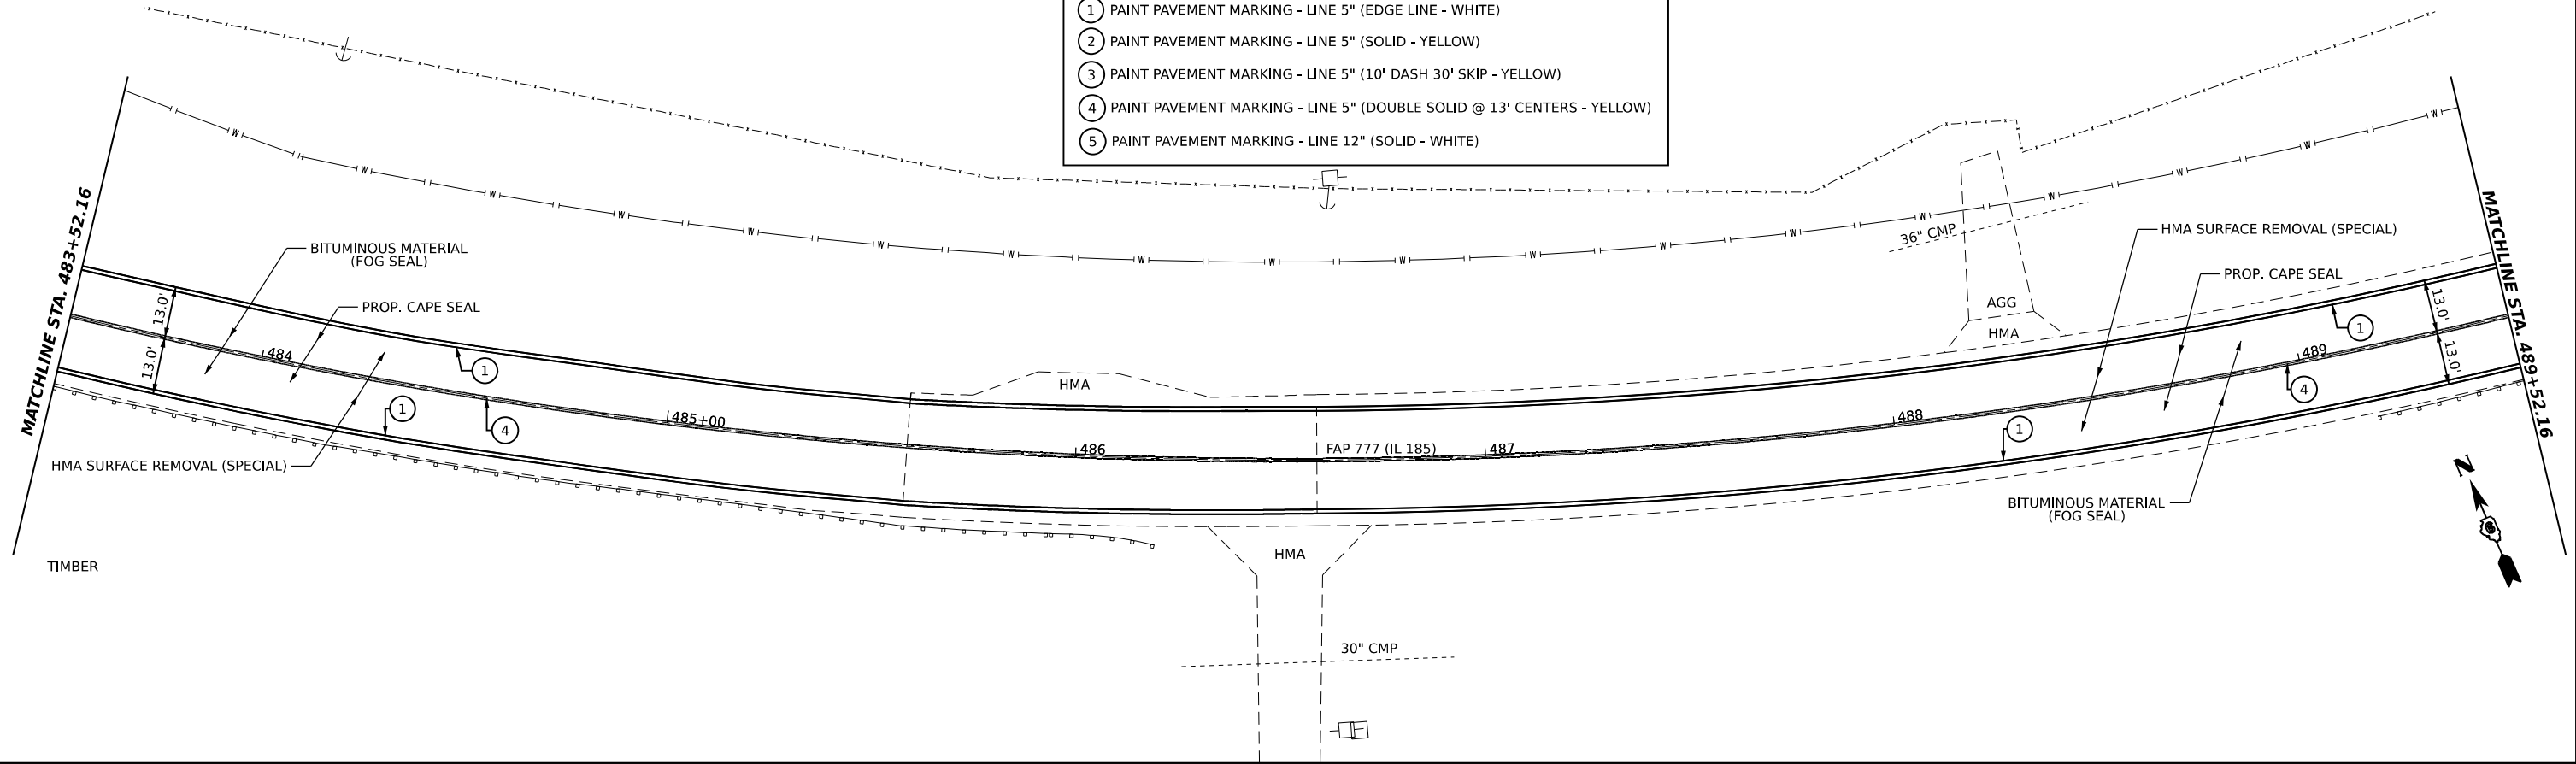 1 PAINT PAVEMENT MARKING - LINE 5" (EDGE LINE - WHITE)
2 PAINT PAVEMENT MARKING - LINE 5" (SOLID - YELLOW)
3 PAINT PAVEMENT MARKING - LINE 5" (10' DASH 30' SKIP - YELLOW)
4 PAINT PAVEMENT MARKING - LINE 5" (DOUBLE SOLID @ 13' CENTERS - YELLOW)
5 PAINT PAVEMENT MARKING - LINE 12" (SOLID - WHITE)
W W W W W W W W W W W W W W W W W W
MATCHLINE STA. 483+52.16
BITUMINOUS MATERIAL
(FOG SEAL)
PROP. CAPE SEAL
13.0'
13.0'
484
1
1
4
HMA SURFACE REMOVAL (SPECIAL)
TIMBER
485+00
HMA
486
FAP 777 (IL 185)
487
HMA
30" CMP
36" CMP
AGG
HMA
488
1
HMA SURFACE REMOVAL (SPECIAL)
PROP. CAPE SEAL
1
489
4
13.0'
13.0'
BITUMINOUS MATERIAL
(FOG SEAL)
MATCHLINE STA. 489+52.16
N